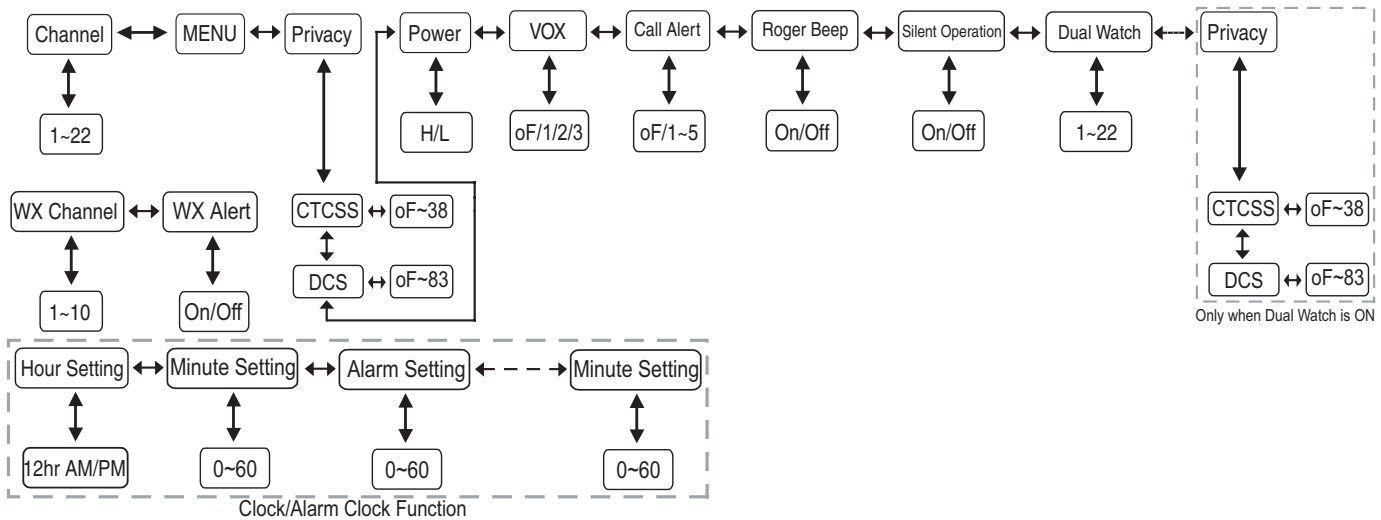 Channel
MENU
Privacy
Power
VOX
Call Alert
Roger Beep
Silent Operation
Dual Watch
Privacy
1~22
H/L
oF/1/2/3
oF/1~5
On/Off
On/Off
1~22
WX Channel
WX Alert
CTCSS
oF~38
CTCSS
oF~38
DCS
oF~83
DCS
oF~83
1~10
On/Off
Only when Dual Watch is ON
Hour Setting
Minute Setting
Alarm Setting
Minute Setting
12hr AM/PM
0~60
0~60
0~60
Clock/Alarm Clock Function